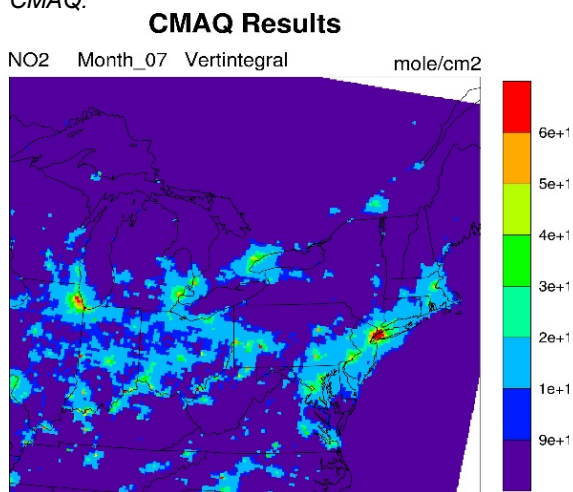 CMAQ.
CMAQ Results
NO2 Month_07 Vertintegral mole/cm2
6e+1
5e+1
4e+1
3e+1
2e+1
1e+1
9e+1